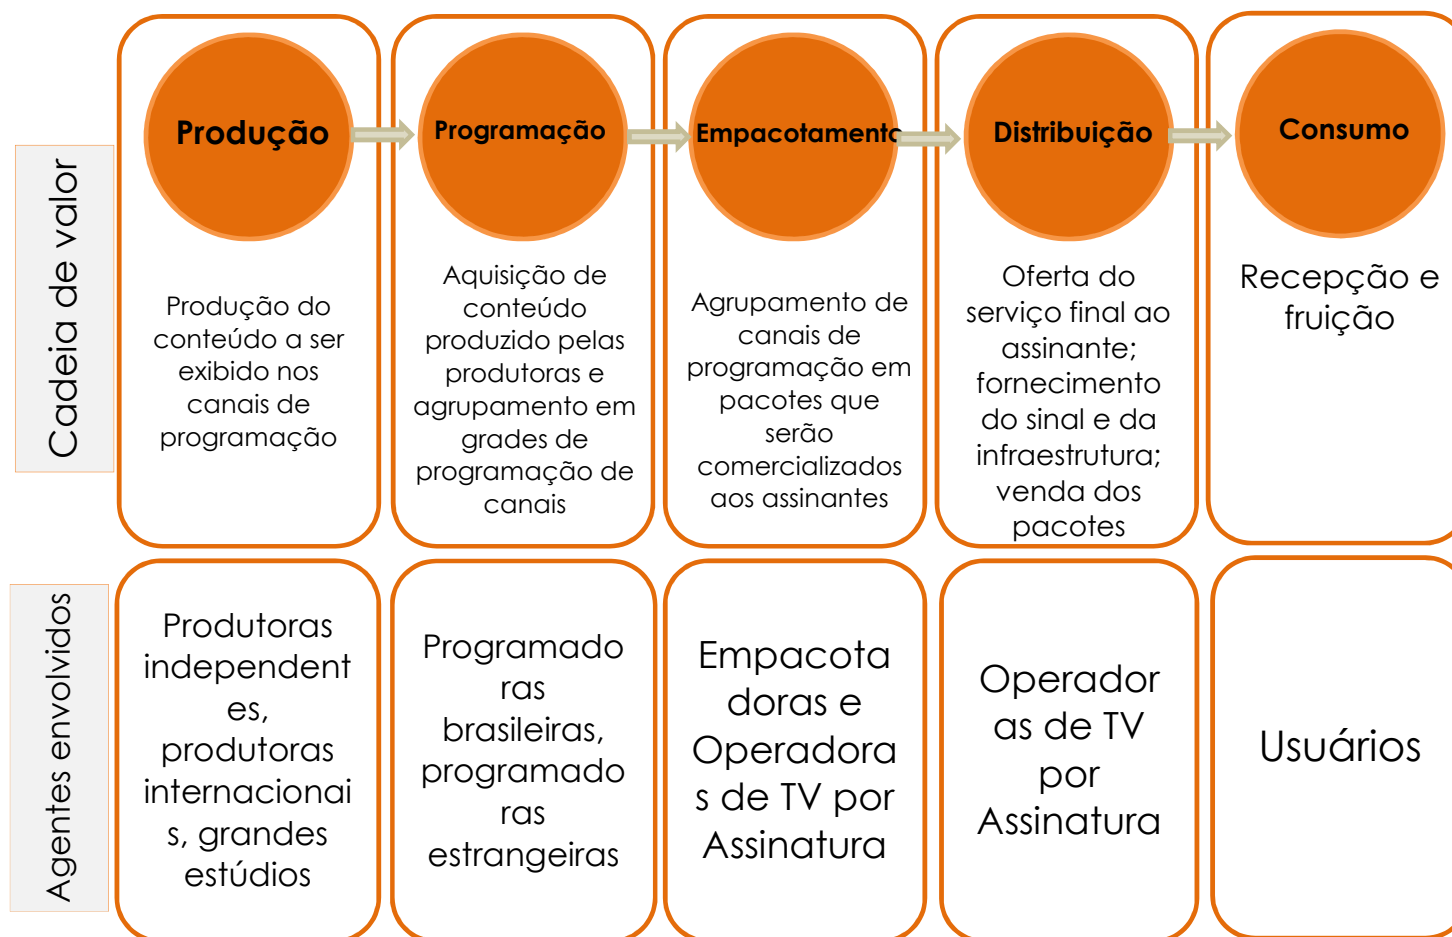 Cadeia de valor
Produção
Programação
Empacotamento
Distribuição
Consumo
Produção do
conteúdo a ser
exibido nos
canais de
programação
Aquisição de
conteúdo
produzido pelas
produtoras e
agrupamento em
grades de
programação de
canais
Agrupamento de
canais de
programação em
pacotes que
serão
comercializados
aos assinantes
Oferta do
serviço final ao
assinante;
fornecimento
do sinal e da
infraestrutura;
venda dos
pacotes
Recepção e
fruição
Agentes envolvidos
Produtoras
independent
es,
produtoras
internacionai
s, grandes
estúdios
Programado
ras
brasileiras,
programado
ras
estrangeiras
Empacota
doras e
Operadora
s de TV por
Assinatura
Operador
as de TV
por
Assinatura
Usuários